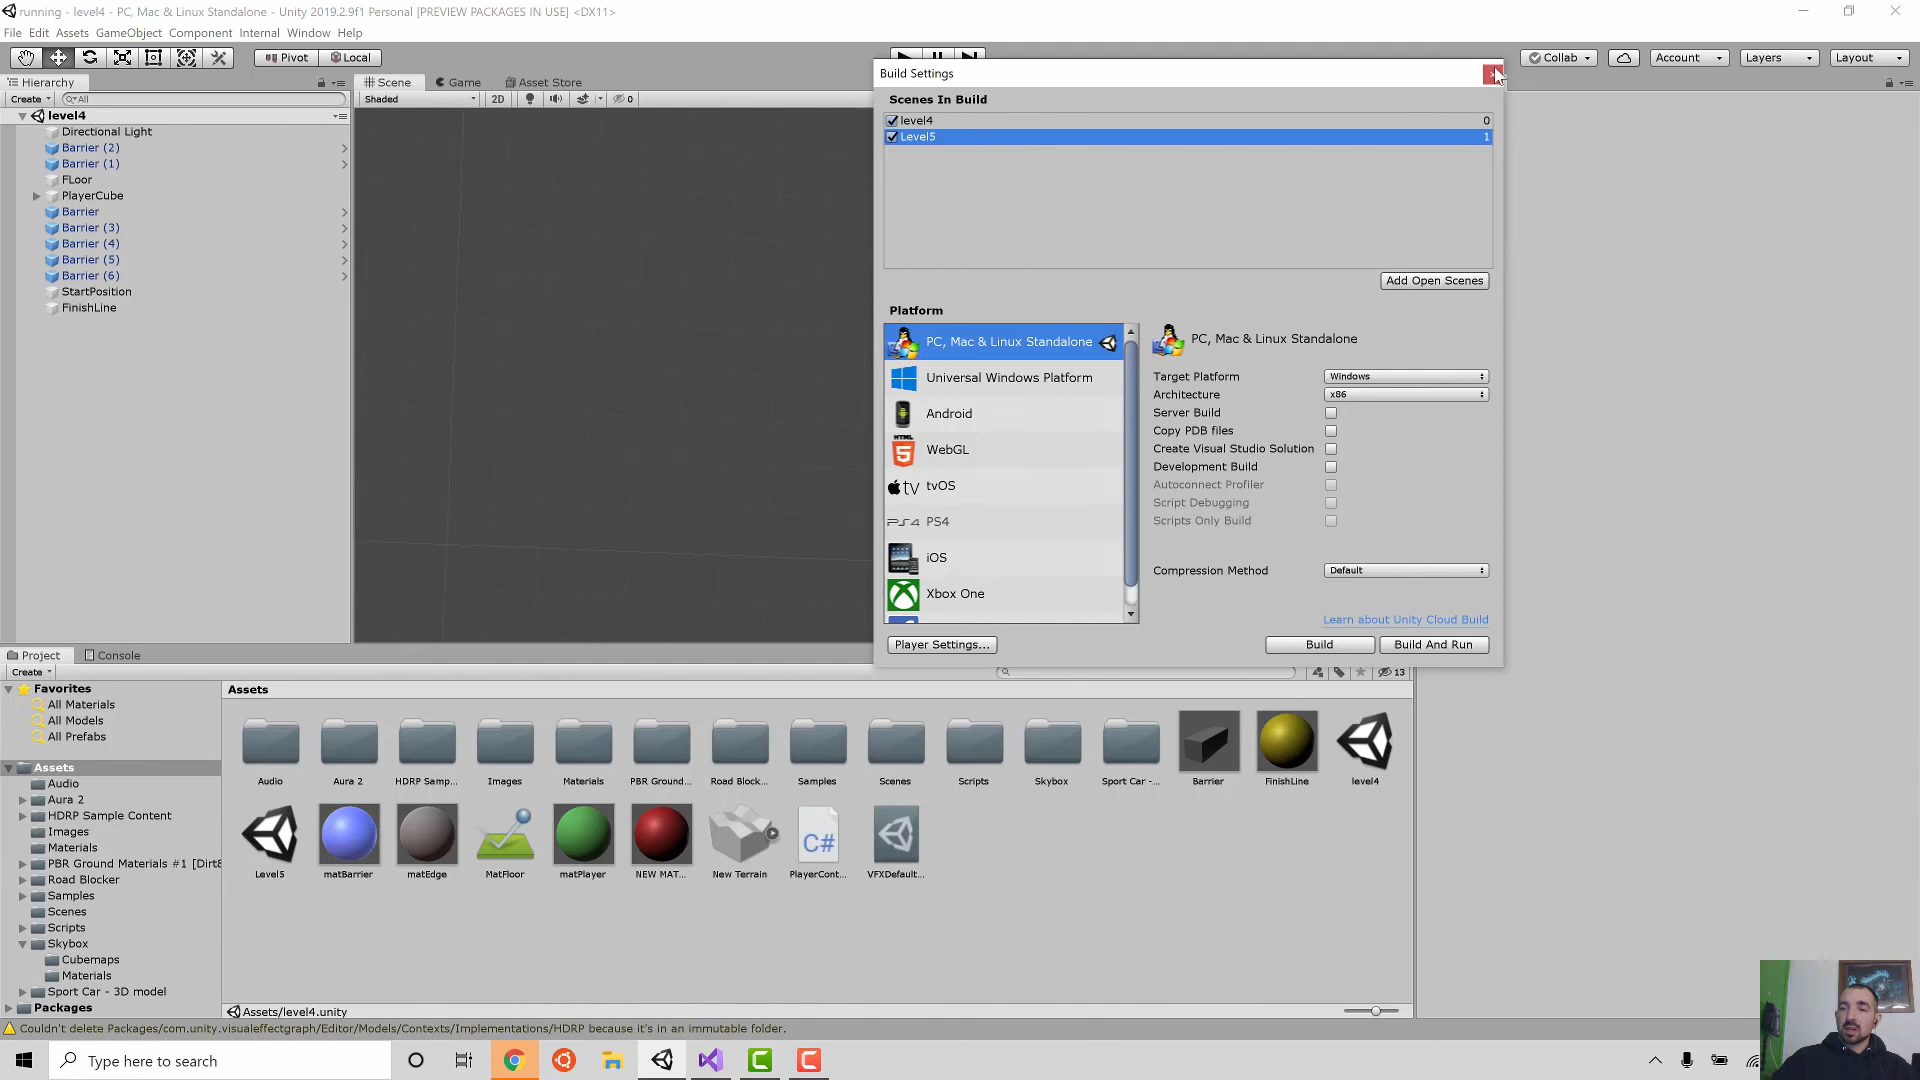 running - level4 - PC, Mac & Linux Standalone - Unity 2019.2.9f1 Personal [PREVIEW PACKAGES IN USE] <DX11>
File Edit Assets GameObject Component Internal Window Help
Pivot Local Collab Account Layers Layout
Hierarchy Scene Game Asset Store
Create All Shaded 2D 0
level4
Directional Light
Barrier (2)
Barrier (1)
FLoor
PlayerCube
Barrier
Barrier (3)
Barrier (4)
Barrier (5)
Barrier (6)
StartPosition
FinishLine
Build Settings
Scenes In Build
level4 0
Level5 1
Add Open Scenes
Platform
PC, Mac & Linux Standalone
Universal Windows Platform
Android
HTML 5 WebGL
tv tvOS
PS4 PS4
iOS
Xbox One
PC, Mac & Linux Standalone
Target Platform Windows
Architecture x86
Server Build
Copy PDB files
Create Visual Studio Solution
Development Build
Autoconnect Profiler
Script Debugging
Scripts Only Build
Compression Method Default
Learn about Unity Cloud Build
Player Settings... Build Build And Run
Project Console
Create 13
Favorites
All Materials
All Models
All Prefabs
Assets
Audio
Aura 2
HDRP Sample Content
Images
Materials
PBR Ground Materials #1 [Dirt&
Road Blocker
Samples
Scenes
Scripts
Skybox
Cubemaps
Materials
Sport Car - 3D model
Packages
Assets
Audio Aura 2 HDRP Samp... Images Materials PBR Ground... Road Block... Samples Scenes Scripts Skybox Sport Car -... Barrier FinishLine level4
C#
Level5 matBarrier matEdge MatFloor matPlayer NEW MAT... New Terrain PlayerCont... VFXDefault...
Assets/level4.unity
Couldn't delete Packages/com.unity.visualeffectgraph/Editor/Models/Contexts/Implementations/HDRP because it's in an immutable folder.
Type here to search